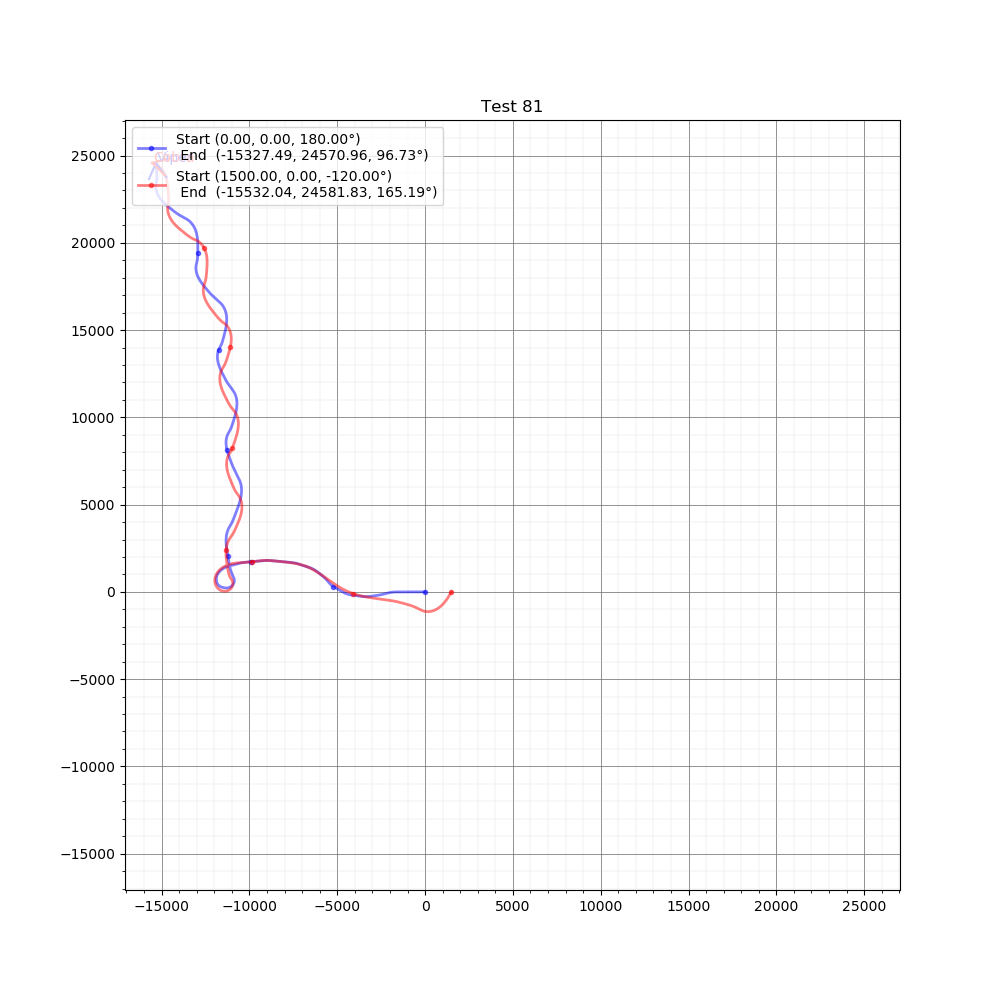 Test 81
Start (0.00, 0.00, 180.00°)
End (-15327.49, 24570.96, 96.73°)
Start (1500.00, 0.00, -120.00°)
End (-15532.04, 24581.83, 165.19°)
25000
20000
15000
10000
5000
0
−5000
−10000
−15000
−15000 −10000 −5000 0 5000 10000 15000 20000 25000